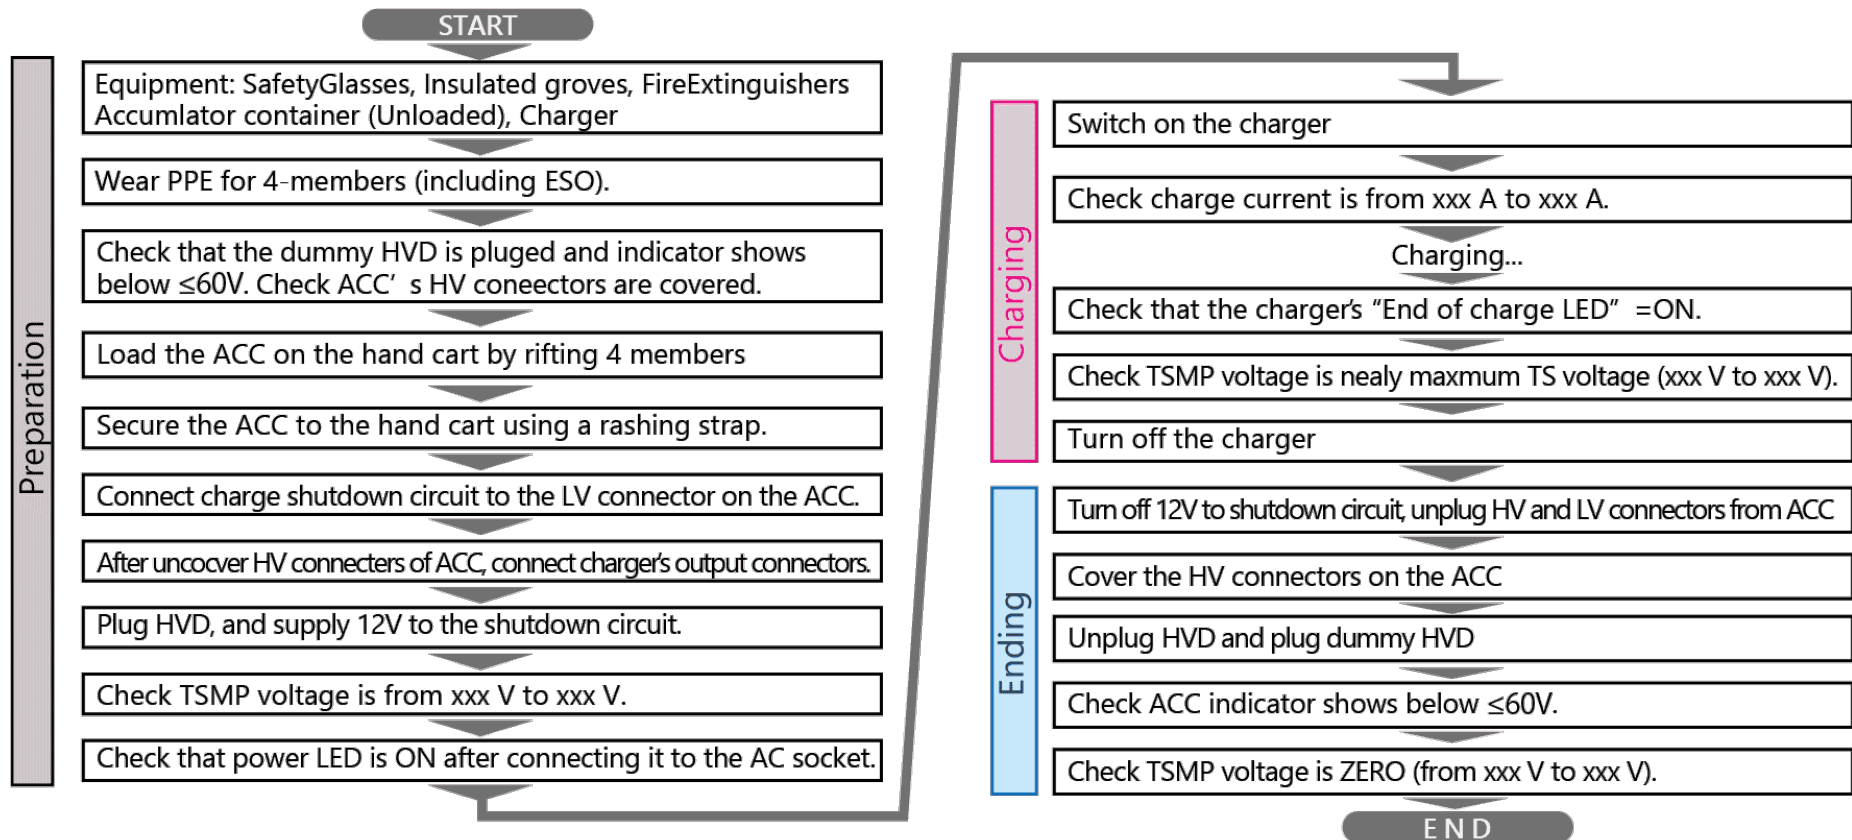 START
Preparation
Equipment: SafetyGlasses, Insulated groves, FireExtinguishers
Accumlator container (Unloaded), Charger
Wear PPE for 4-members (including ESO).
Check that the dummy HVD is pluged and indicator shows
below ≤60V. Check ACC’ s HV coneectors are covered.
Load the ACC on the hand cart by rifting 4 members
Secure the ACC to the hand cart using a rashing strap.
Connect charge shutdown circuit to the LV connector on the ACC.
After uncocver HV connecters of ACC, connect charger's output connectors.
Plug HVD, and supply 12V to the shutdown circuit.
Check TSMP voltage is from xxx V to xxx V.
Check that power LED is ON after connecting it to the AC socket.
Charging
Switch on the charger
Check charge current is from xxx A to xxx A.
Charging...
Check that the charger's “End of charge LED” =ON.
Check TSMP voltage is nealy maxmum TS voltage (xxx V to xxx V).
Turn off the charger
Ending
Turn off 12V to shutdown circuit, unplug HV and LV connectors from ACC
Cover the HV connectors on the ACC
Unplug HVD and plug dummy HVD
Check ACC indicator shows below ≤60V.
Check TSMP voltage is ZERO (from xxx V to xxx V).
END